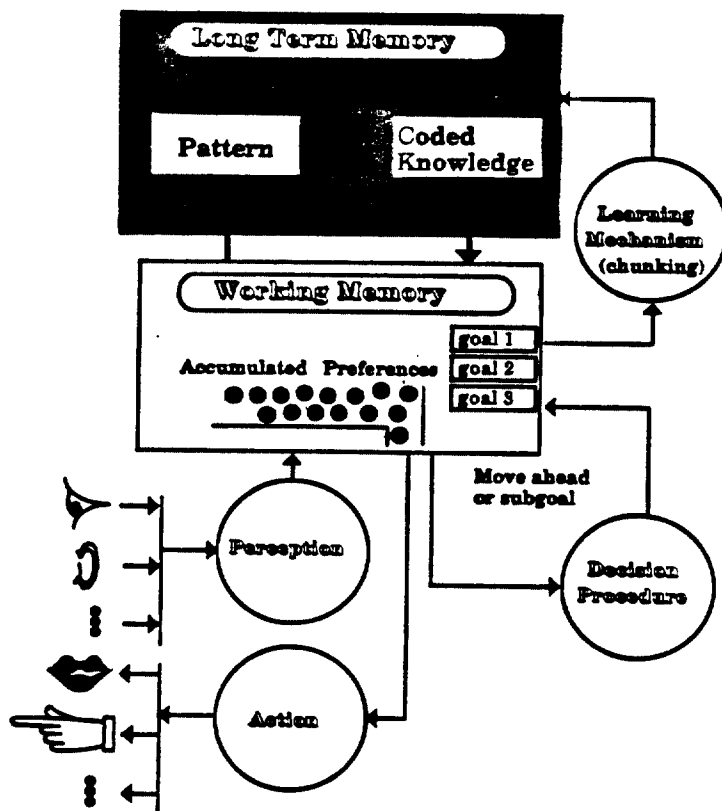 Long Term Memory
Pattern
Coded
Knowledge
Learning
Mechanism
(chunking)
Working Memory
goal 1
Accumulated Preferences
goal 2
goal 3
Move ahead
or subgoal
Perception
Decision
Procedure
Action